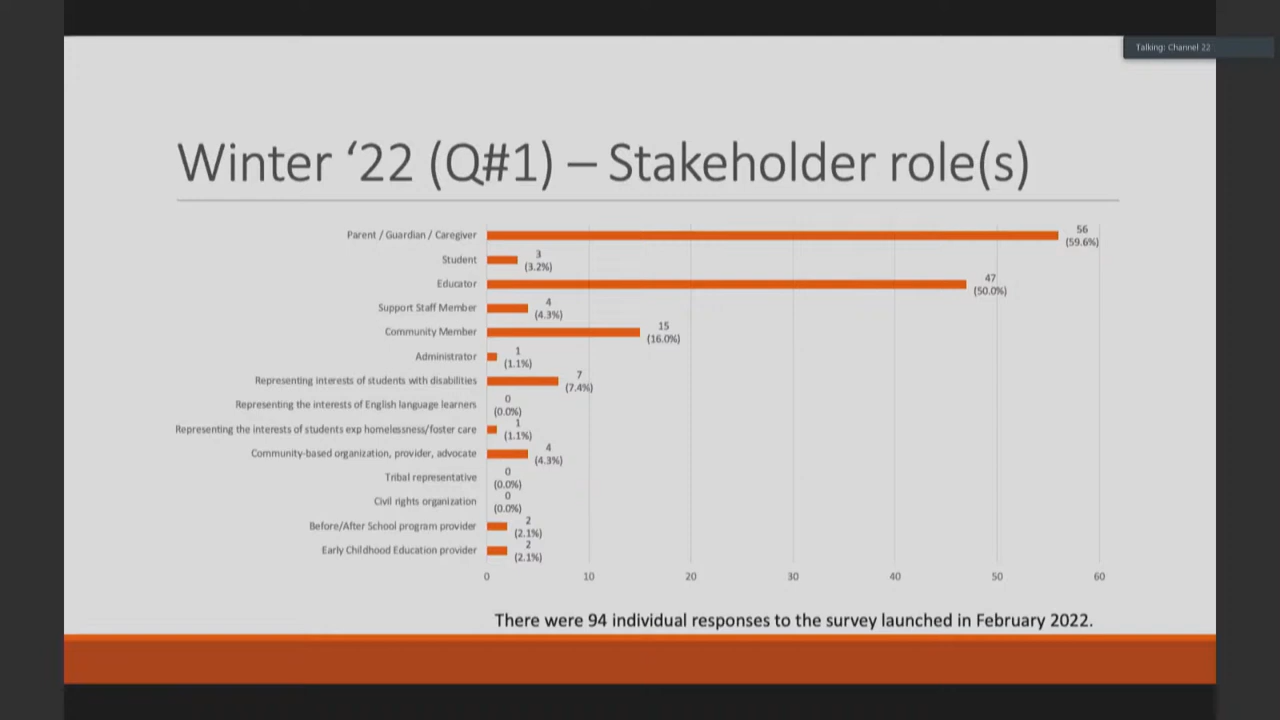 Talking: Channel 22
Winter ‘22 (Q#1) – Stakeholder role(s)
Parent / Guardian / Caregiver
56
(59.6%)
Student
3
(3.2%)
Educator
47
(50.0%)
Support Staff Member
4
(4.3%)
Community Member
15
(16.0%)
Administrator
1
(1.1%)
Representing interests of students with disabilities
7
(7.4%)
Representing the interests of English language learners
0
(0.0%)
Representing the interests of students exp homelessness/foster care
1
(1.1%)
Community-based organization, provider, advocate
4
(4.3%)
Tribal representative
0
(0.0%)
Civil rights organization
0
(0.0%)
Before/After School program provider
2
(2.1%)
Early Childhood Education provider
2
(2.1%)
0 10 20 30 40 50 60
There were 94 individual responses to the survey launched in February 2022.